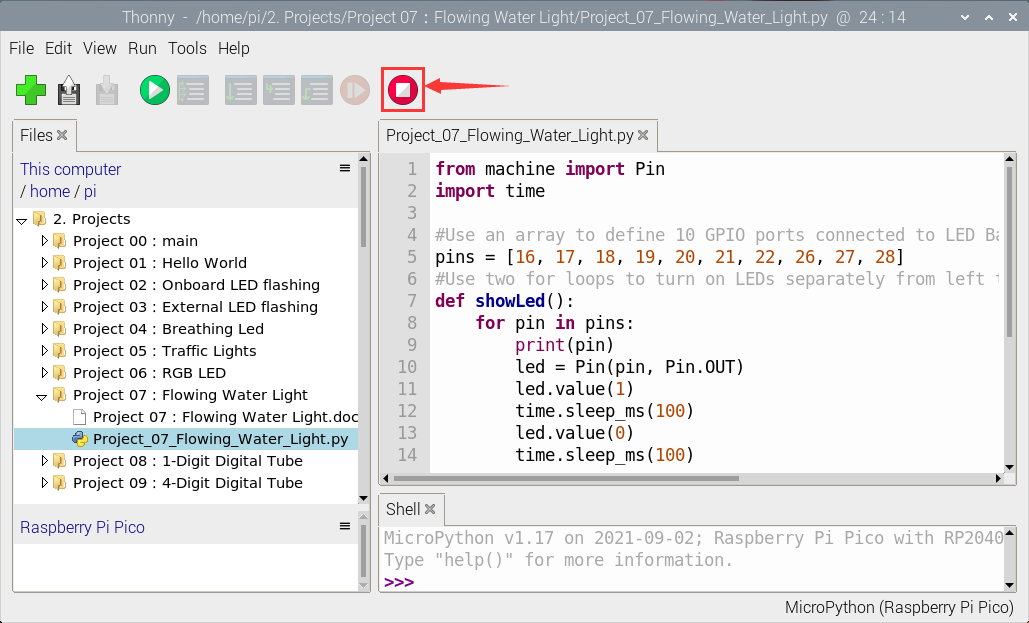 Thonny - /home/pi/2. Projects/Project 07 : Flowing Water Light/Project_07_Flowing_Water_Light.py @ 24 : 14
File Edit View Run Tools Help
Files
This computer
/ home / pi
2. Projects
Project 00 : main
Project 01 : Hello World
Project 02 : Onboard LED flashing
Project 03 : External LED flashing
Project 04 : Breathing Led
Project 05 : Traffic Lights
Project 06 : RGB LED
Project 07 : Flowing Water Light
Project 07 : Flowing Water Light.doc
Project_07_Flowing_Water_Light.py
Project 08 : 1-Digit Digital Tube
Project 09 : 4-Digit Digital Tube
Raspberry Pi Pico
Project_07_Flowing_Water_Light.py
1 from machine import Pin
2 import time
3
4 #Use an array to define 10 GPIO ports connected to LED Ba
5 pins = [16, 17, 18, 19, 20, 21, 22, 26, 27, 28]
6 #Use two for loops to turn on LEDs separately from left t
7 def showLed():
8     for pin in pins:
9         print(pin)
10         led = Pin(pin, Pin.OUT)
11         led.value(1)
12         time.sleep_ms(100)
13         led.value(0)
14         time.sleep_ms(100)
Shell
MicroPython v1.17 on 2021-09-02; Raspberry Pi Pico with RP2040
Type "help()" for more information.
>>>
MicroPython (Raspberry Pi Pico)